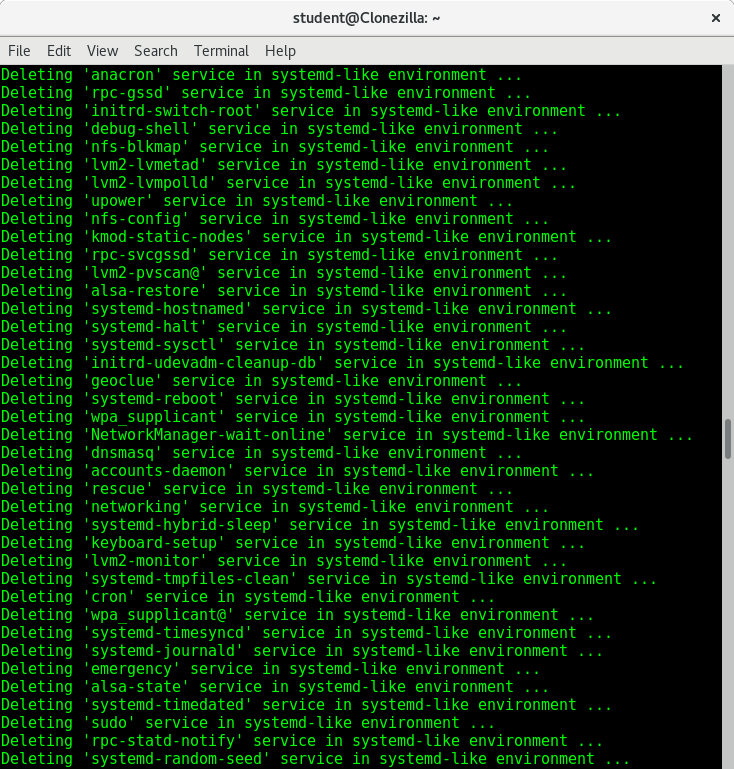 student@Clonezilla: ~
File Edit View Search Terminal Help
Deleting 'anacron' service in systemd-like environment ...
Deleting 'rpc-gssd' service in systemd-like environment ...
Deleting 'initrd-switch-root' service in systemd-like environment ...
Deleting 'debug-shell' service in systemd-like environment ...
Deleting 'nfs-blkmap' service in systemd-like environment ...
Deleting 'lvm2-lvmetad' service in systemd-like environment ...
Deleting 'lvm2-lvmpolld' service in systemd-like environment ...
Deleting 'upower' service in systemd-like environment ...
Deleting 'nfs-config' service in systemd-like environment ...
Deleting 'kmod-static-nodes' service in systemd-like environment ...
Deleting 'rpc-svcgssd' service in systemd-like environment ...
Deleting 'lvm2-pvscan@' service in systemd-like environment ...
Deleting 'alsa-restore' service in systemd-like environment ...
Deleting 'systemd-hostnamed' service in systemd-like environment ...
Deleting 'systemd-halt' service in systemd-like environment ...
Deleting 'systemd-sysctl' service in systemd-like environment ...
Deleting 'initrd-udevadm-cleanup-db' service in systemd-like environment ...
Deleting 'geoclue' service in systemd-like environment ...
Deleting 'systemd-reboot' service in systemd-like environment ...
Deleting 'wpa_supplicant' service in systemd-like environment ...
Deleting 'NetworkManager-wait-online' service in systemd-like environment ...
Deleting 'dnsmasq' service in systemd-like environment ...
Deleting 'accounts-daemon' service in systemd-like environment ...
Deleting 'rescue' service in systemd-like environment ...
Deleting 'networking' service in systemd-like environment ...
Deleting 'systemd-hybrid-sleep' service in systemd-like environment ...
Deleting 'keyboard-setup' service in systemd-like environment ...
Deleting 'lvm2-monitor' service in systemd-like environment ...
Deleting 'systemd-tmpfiles-clean' service in systemd-like environment ...
Deleting 'cron' service in systemd-like environment ...
Deleting 'wpa_supplicant@' service in systemd-like environment ...
Deleting 'systemd-timesyncd' service in systemd-like environment ...
Deleting 'systemd-journald' service in systemd-like environment ...
Deleting 'emergency' service in systemd-like environment ...
Deleting 'alsa-state' service in systemd-like environment ...
Deleting 'systemd-timedated' service in systemd-like environment ...
Deleting 'sudo' service in systemd-like environment ...
Deleting 'rpc-statd-notify' service in systemd-like environment ...
Deleting 'systemd-random-seed' service in systemd-like environment ...